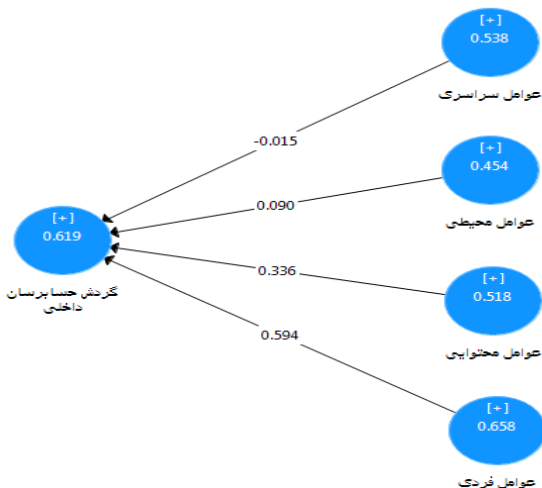 [+]
0.538
عوامل سراسری
-0.015
[+]
0.454
عوامل محیطی
0.090
[+]
0.619
گردش حسابرسان
داخلی
0.336
[+]
0.518
عوامل محتوایی
0.594
[+]
0.658
عوامل فردی